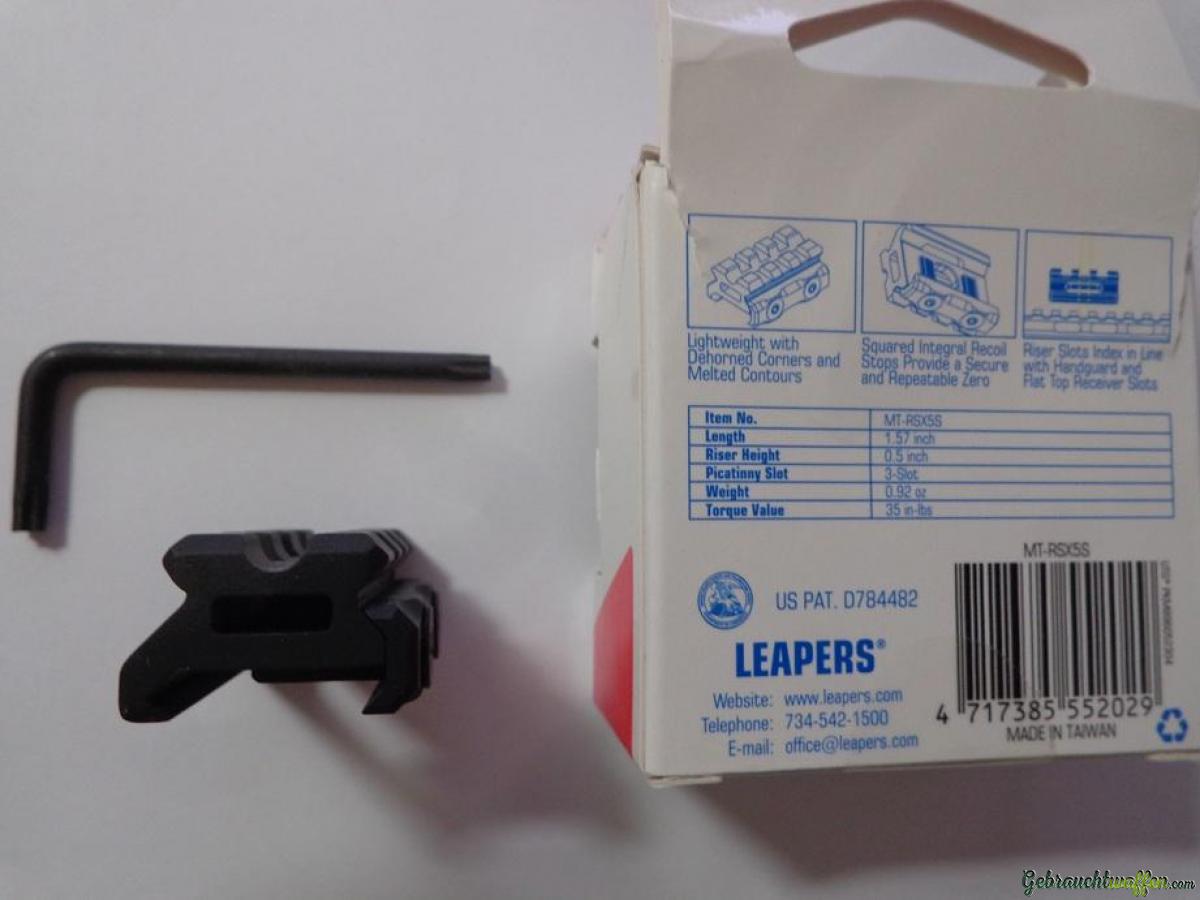 Lightweight with
Dehorned Corners and
Melted Contours
Squared Integral Recoil
Stops Provide a Secure
and Repeatable Zero
Riser Slots Index in Line
with Handguard and
Flat Top Receiver Slots
Item No. MT-RSX5S
Length 1.57 inch
Riser Height 0.5 inch
Picatinny Slot 3-Slot
Weight 0.92 oz
Torque Value 35 in-lbs
MT-RSX5S
US PAT. D784482
LEAPERS®
Website: www.leapers.com
Telephone: 734-542-1500
E-mail: office@leapers.com
4 717385 552029
MADE IN TAIWAN
Gebrauchtwaffen.com